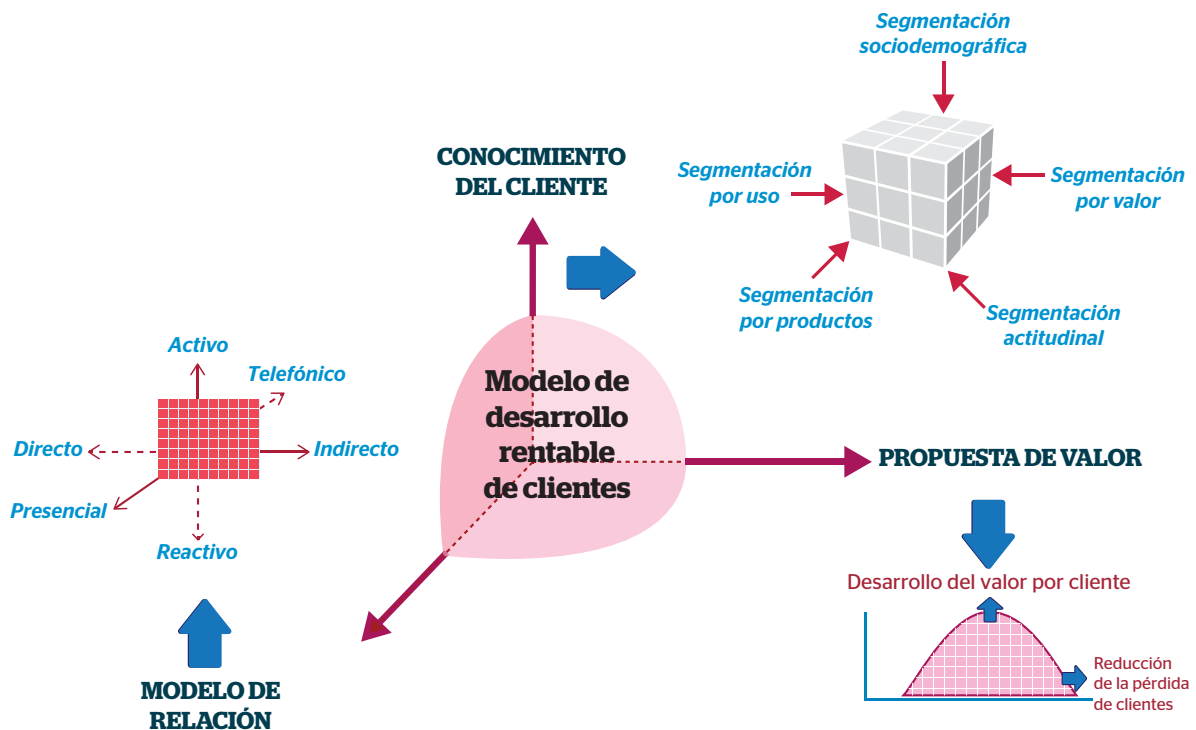 Segmentación
sociodemográfica
CONOCIMIENTO
DEL CLIENTE
Segmentación
por uso
Segmentación
por valor
Segmentación
por productos
Segmentación
actitudinal
Activo
Telefónico
Directo
Indirecto
Presencial
Reactivo
Modelo de
desarrollo
rentable
de clientes
PROPUESTA DE VALOR
Desarrollo del valor por cliente
Reducción
de la pérdida
de clientes
MODELO DE
RELACIÓN